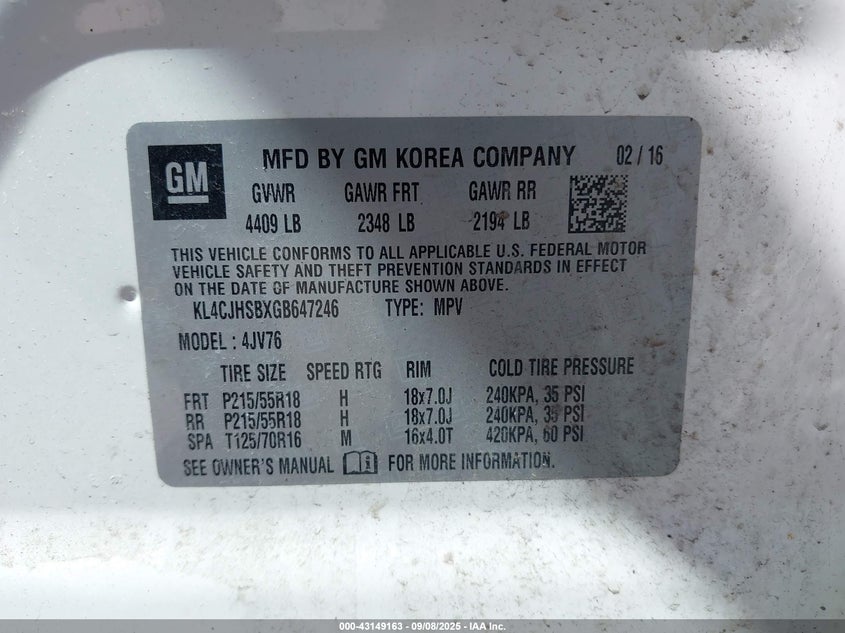 GM MFD BY GM KOREA COMPANY 02 / 16
GVWR GAWR FRT GAWR RR
4409 LB 2348 LB 2194 LB
THIS VEHICLE CONFORMS TO ALL APPLICABLE U.S. FEDERAL MOTOR
VEHICLE SAFETY AND THEFT PREVENTION STANDARDS IN EFFECT
ON THE DATE OF MANUFACTURE SHOWN ABOVE.
KL4CJHSBXGB647246 TYPE: MPV
MODEL : 4JV76
TIRE SIZE SPEED RTG RIM COLD TIRE PRESSURE
FRT P215/55R18 H 18x7.0J 240KPA, 35 PSI
RR P215/55R18 H 18x7.0J 240KPA, 35 PSI
SPA T125/70R16 M 16x4.0T 420KPA, 60 PSI
SEE OWNER'S MANUAL FOR MORE INFORMATION.
000-43149163 - 09/08/2025 - IAA Inc.